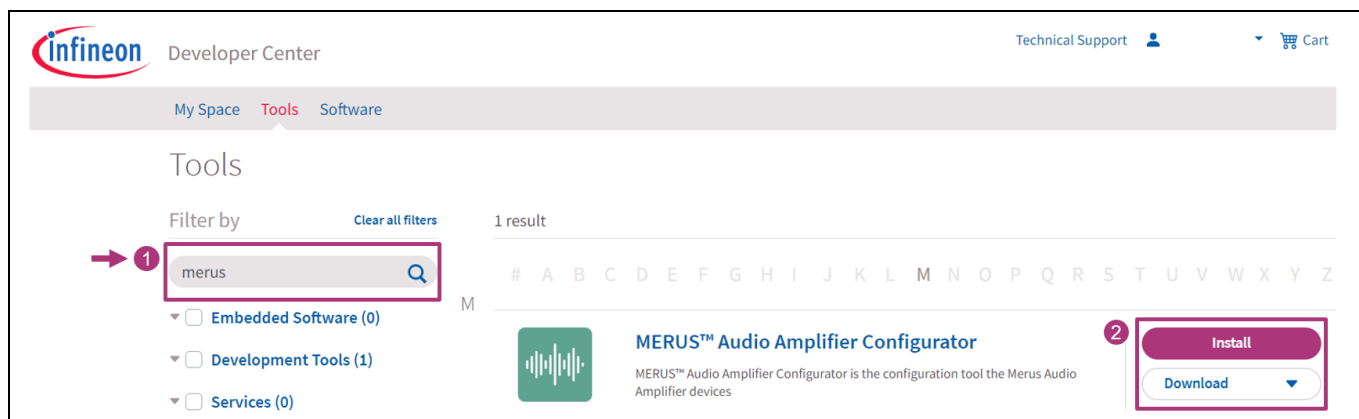 infineon
Developer Center
Technical Support
Cart
My Space Tools Software
Tools
Filter by
Clear all filters
1 result
1
merus
# A B C D E F G H I J K L M N O P Q R S T U V W X Y Z
M
Embedded Software (0)
Development Tools (1)
Services (0)
MERUS™ Audio Amplifier Configurator
MERUS™ Audio Amplifier Configurator is the configuration tool the Merus Audio
Amplifier devices
2
Install
Download